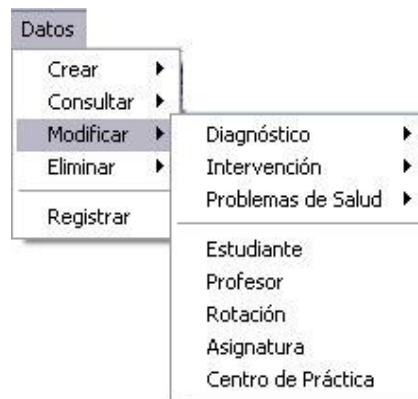 Datos
Crear
Consultar
Modificar
Eliminar
Registrar
Diagnóstico
Intervención
Problemas de Salud
Estudiante
Profesor
Rotación
Asignatura
Centro de Práctica